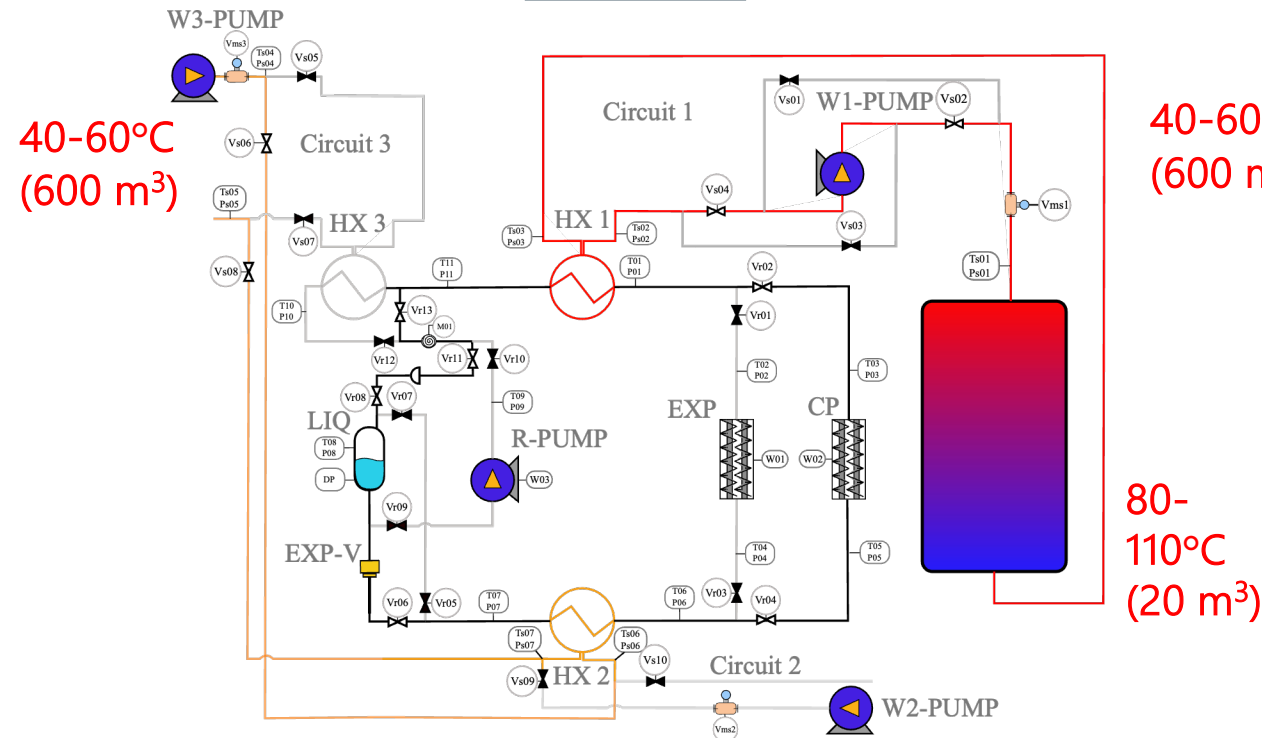 W3-PUMP
Vms3
Ts04
Ps04
Vs05
40-60°C
(600 m³)
Vs06
Circuit 3
Ts05
Ps05
HX 3
Vs07
Vs08
Circuit 1
Vs01
W1-PUMP
Vs02
40-60
(600
Vs04
Vms1
Vs03
Ts03
Ps03
HX 1
Ts02
Ps02
Ts01
Ps01
T11
P11
T01
P01
Vr02
T10
P10
Vr13
M01
Vr01
Vr12
Vr11
Vr10
T02
P02
T03
P03
Vr08
Vr07
T09
P09
LIQ
EXP
CP
T08
P08
R-PUMP
DP
W03
W01
W02
Vr09
80-
110°C
(20 m³)
EXP-V
T04
P04
T05
P05
Vr06
Vr05
T07
P07
T06
P06
Vr03
Vr04
Ts07
Ps07
Ts06
Ps06
Vs10
Circuit 2
Vs09
HX 2
Vms2
W2-PUMP